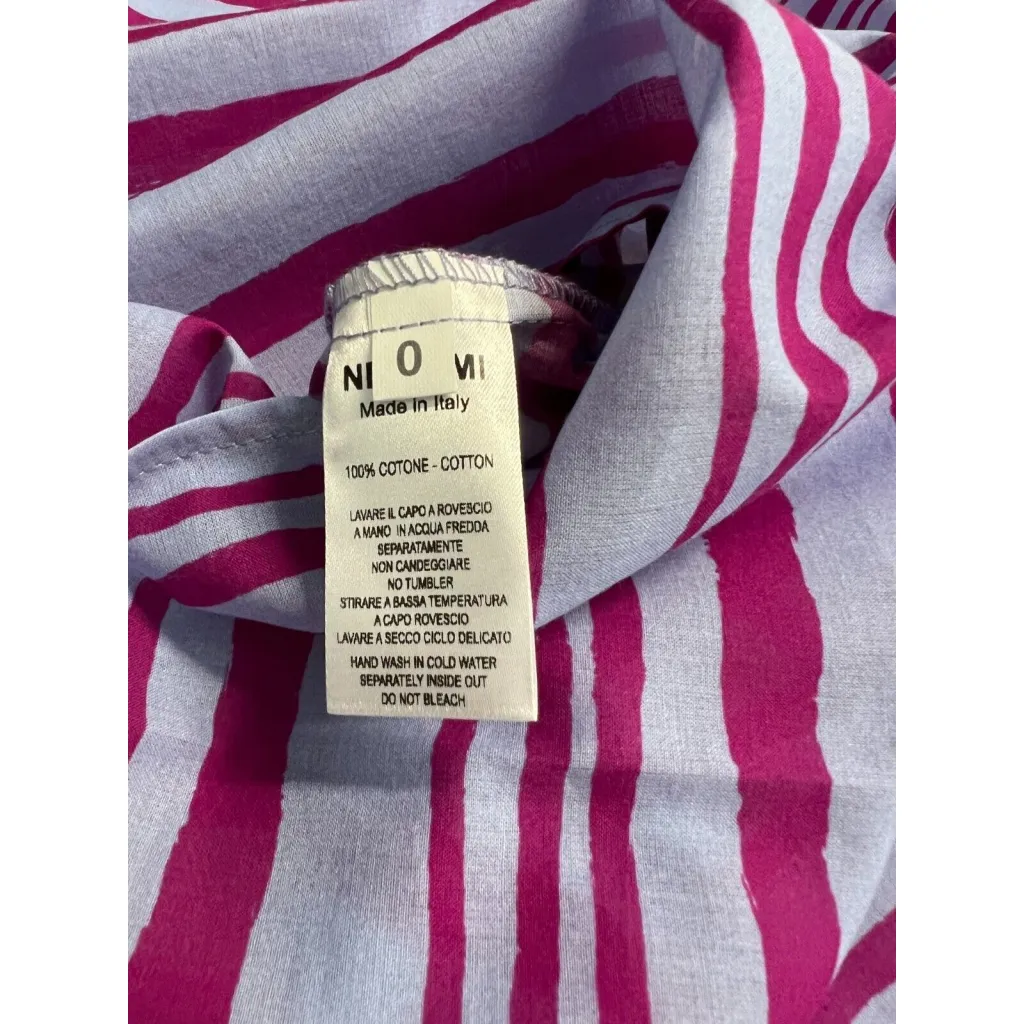 0
Made in Italy
100% COTONE - COTTON
LAVARE IL CAPO A ROVESCIO
A MANO IN ACQUA FREDDA
SEPARATAMENTE
NON CANDEGGIARE
NO TUMBLER
STIRARE A BASSA TEMPERATURA
A CAPO ROVESCIO
LAVARE A SECCO CICLO DELICATO
HAND WASH IN COLD WATER
SEPARATELY INSIDE OUT
DO NOT BLEACH